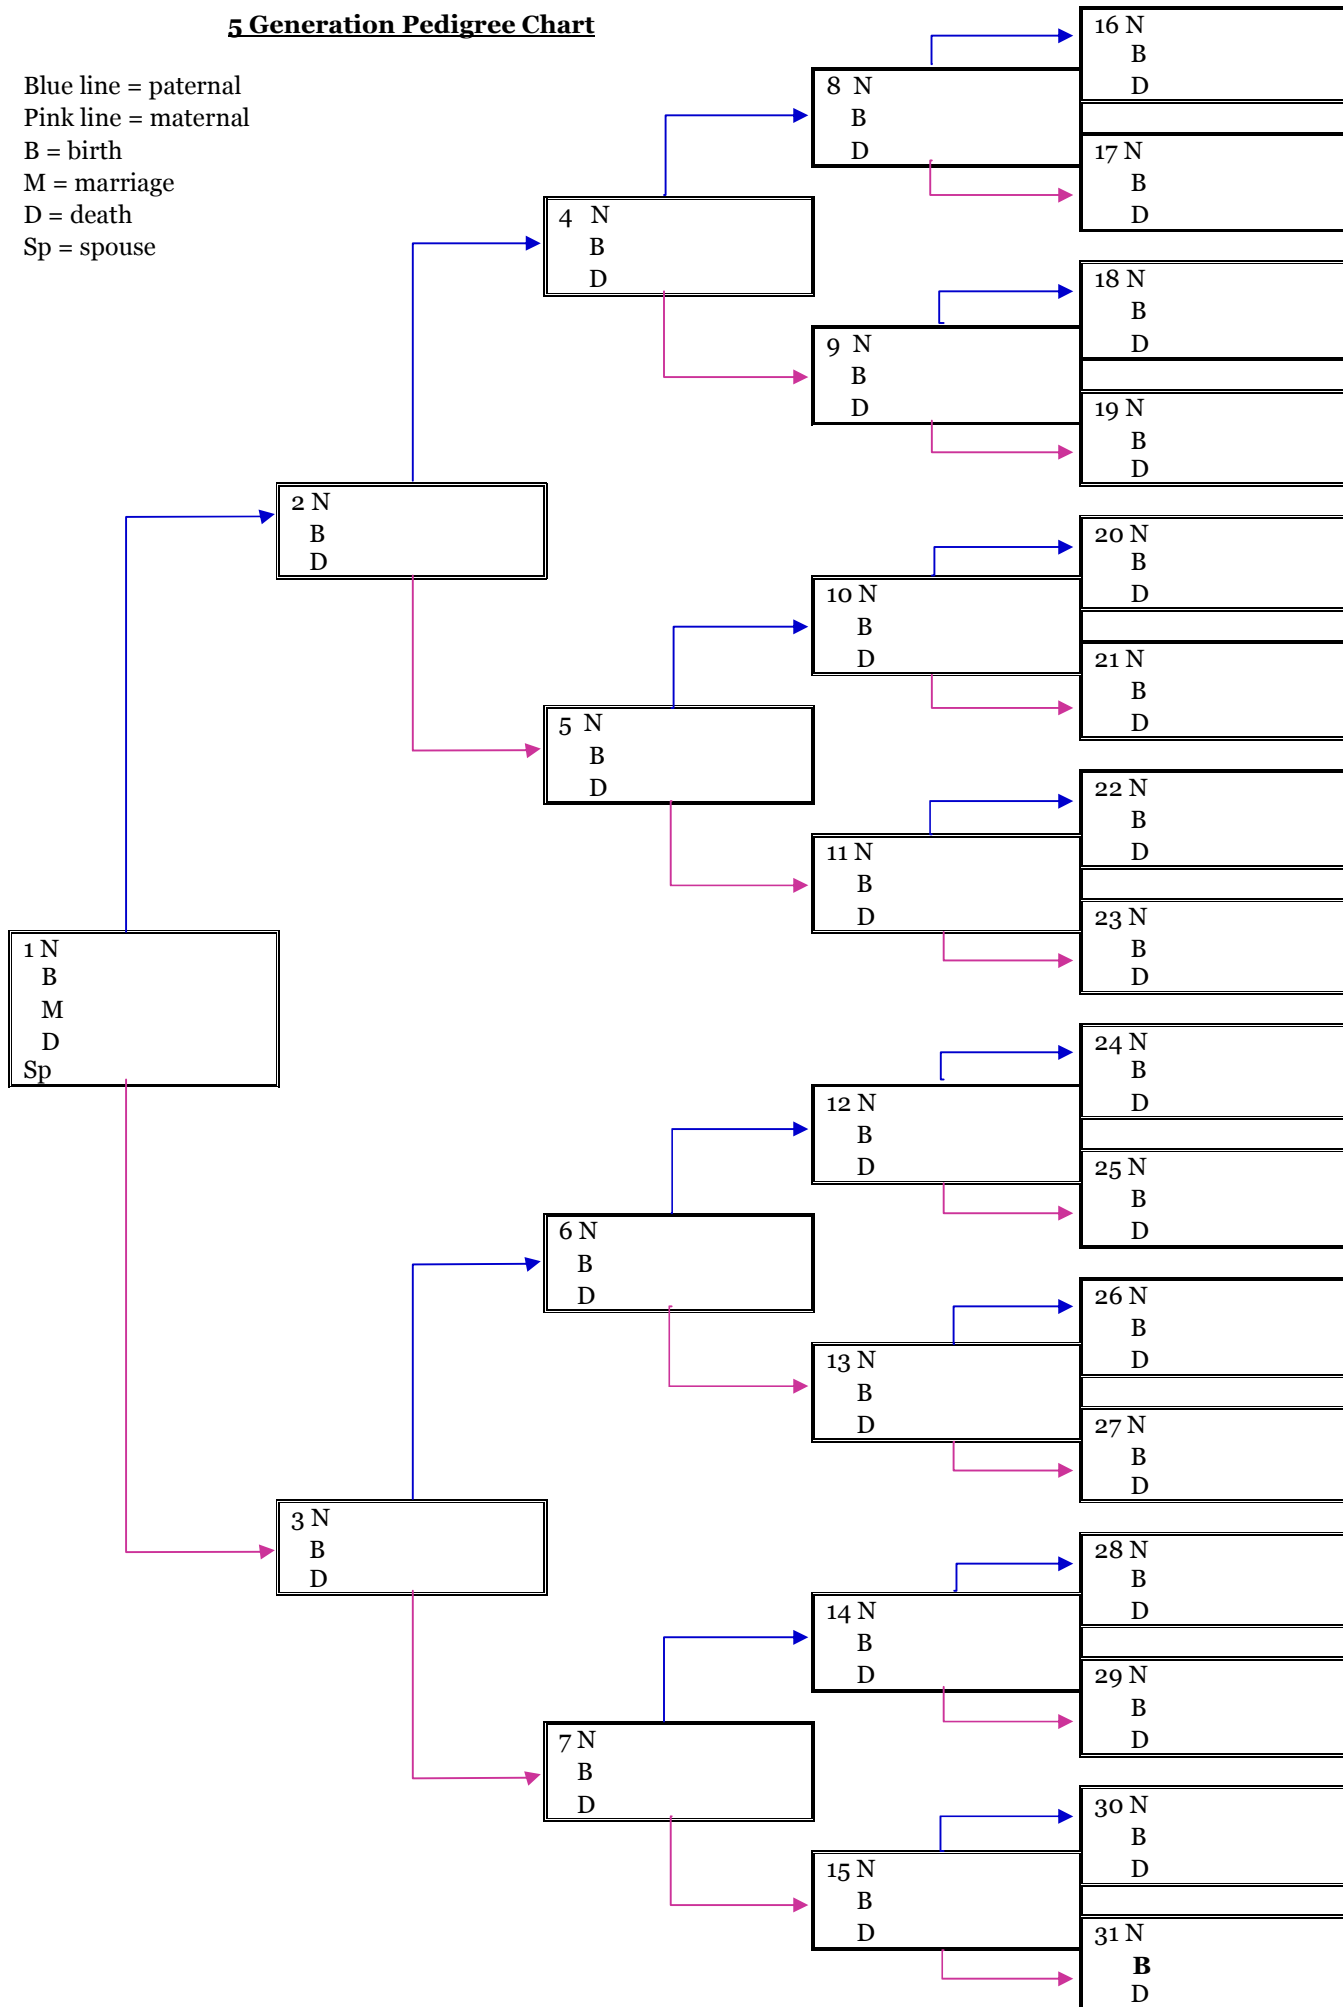 5 Generation Pedigree Chart
Blue line = paternal
Pink line = maternal
B = birth
M = marriage
D = death
Sp = spouse
1 N
B
M
D
Sp
2 N
B
D
3 N
B
D
4 N
B
D
5 N
B
D
6 N
B
D
7 N
B
D
8 N
B
D
9 N
B
D
10 N
B
D
11 N
B
D
12 N
B
D
13 N
B
D
14 N
B
D
15 N
B
D
16 N
B
D
17 N
B
D
18 N
B
D
19 N
B
D
20 N
B
D
21 N
B
D
22 N
B
D
23 N
B
D
24 N
B
D
25 N
B
D
26 N
B
D
27 N
B
D
28 N
B
D
29 N
B
D
30 N
B
D
31 N
B
D